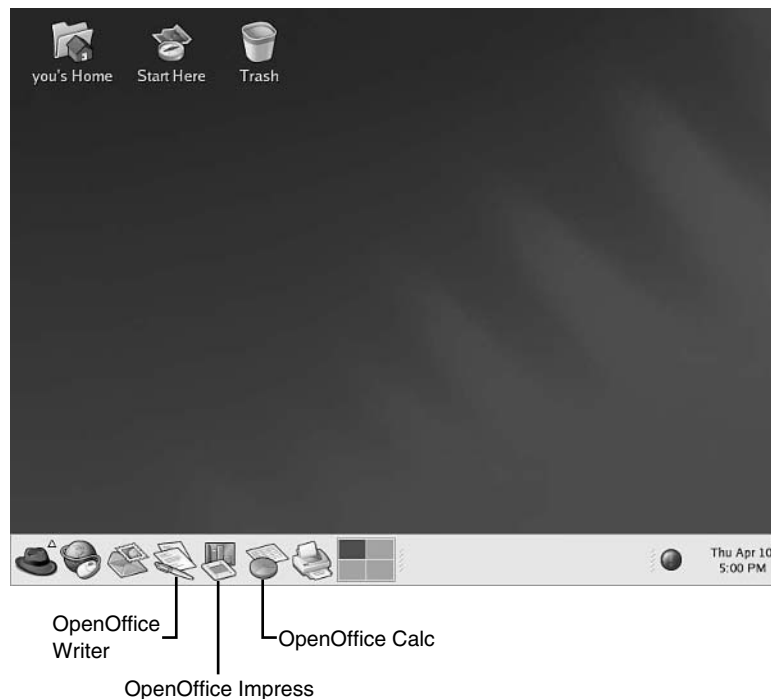 you's Home
Start Here
Trash
Thu Apr 10
5:00 PM
OpenOffice
Writer
OpenOffice Calc
OpenOffice Impress